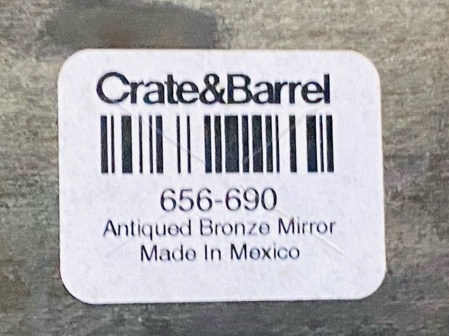 Crate&Barrel
656-690
Antiqued Bronze Mirror
Made In Mexico